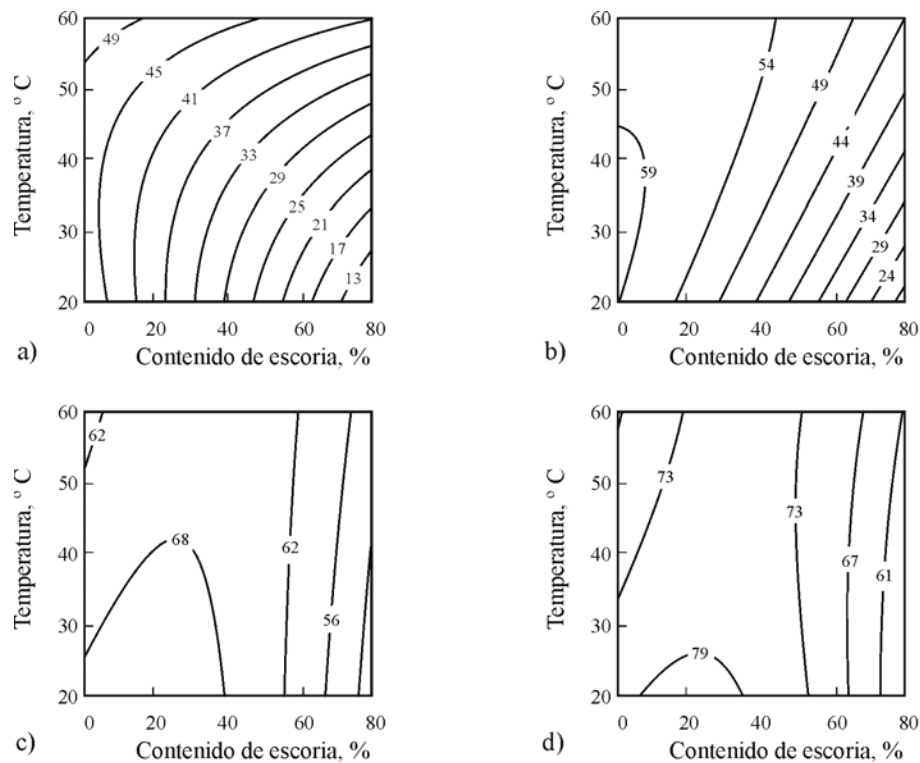 60
50
40
30
20
Temperatura, º C
49
45
41
37
33
29
25
21
17
13
0 20 40 60 80
Contenido de escoria, %
a)
60
50
40
30
20
Temperatura, º C
54
49
59
44
39
34
29
24
0 20 40 60 80
Contenido de escoria, %
b)
60
50
40
30
20
Temperatura, º C
62
68
62
56
0 20 40 60 80
Contenido de escoria, %
c)
60
50
40
30
20
Temperatura, º C
73
73
67
61
79
0 20 40 60 80
Contenido de escoria, %
d)